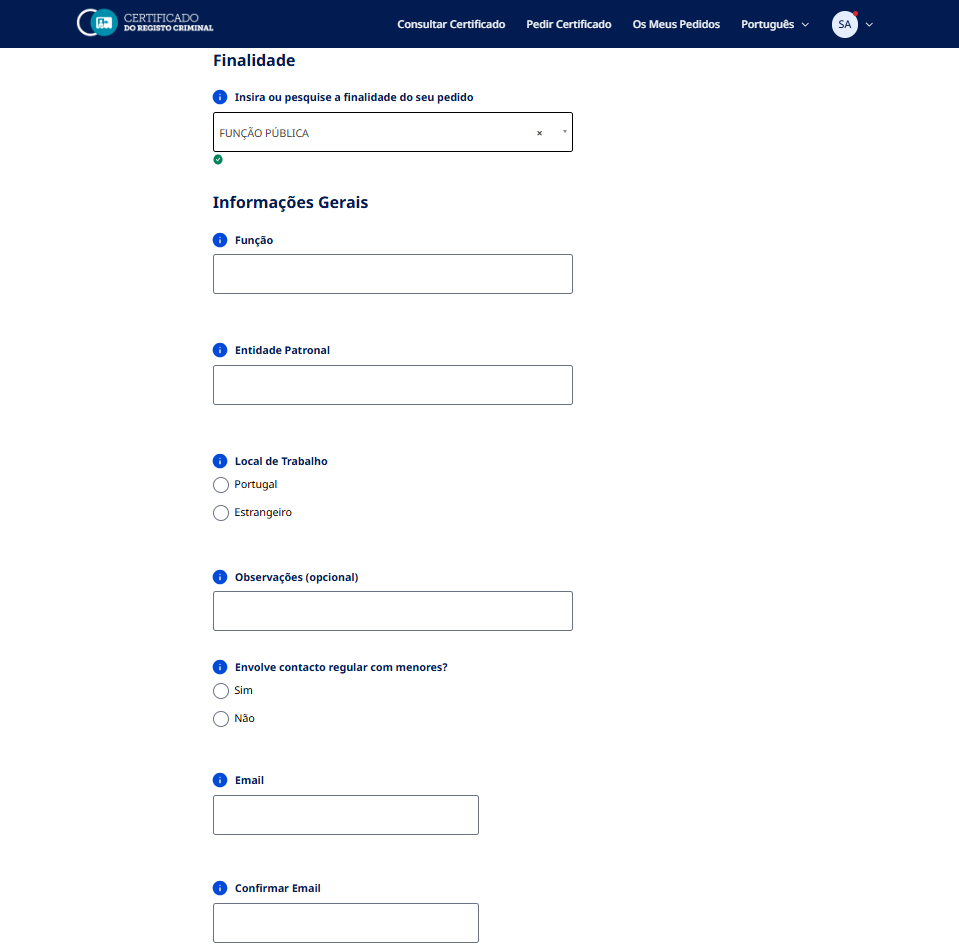 CERTIFICADO
DO REGISTO CRIMINAL
Consultar Certificado
Pedir Certificado
Os Meus Pedidos
Português
SA
Finalidade
Insira ou pesquise a finalidade do seu pedido
FUNÇÃO PÚBLICA
Informações Gerais
Função
Entidade Patronal
Local de Trabalho
Portugal
Estrangeiro
Observações (opcional)
Envolve contacto regular com menores?
Sim
Não
Email
Confirmar Email